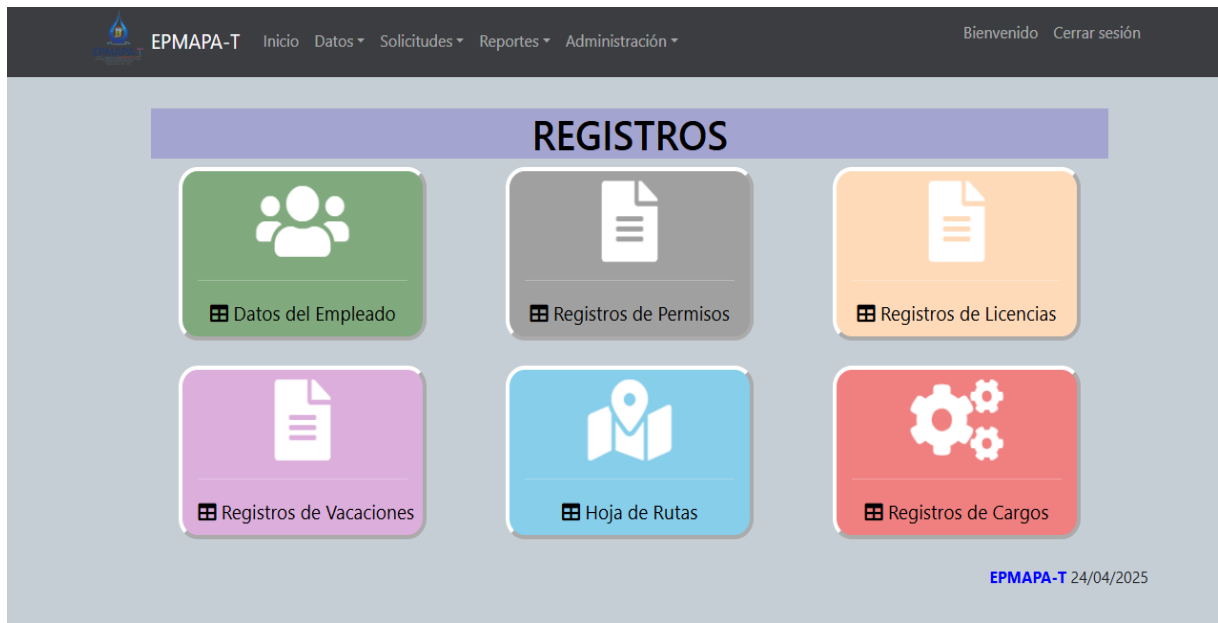 EPMAPA-T Inicio Datos Solicitudes Reportes Administración Bienvenido Cerrar sesión
REGISTROS
Datos del Empleado Registros de Permisos Registros de Licencias
Registros de Vacaciones Hoja de Rutas Registros de Cargos
EPMAPA-T 24/04/2025